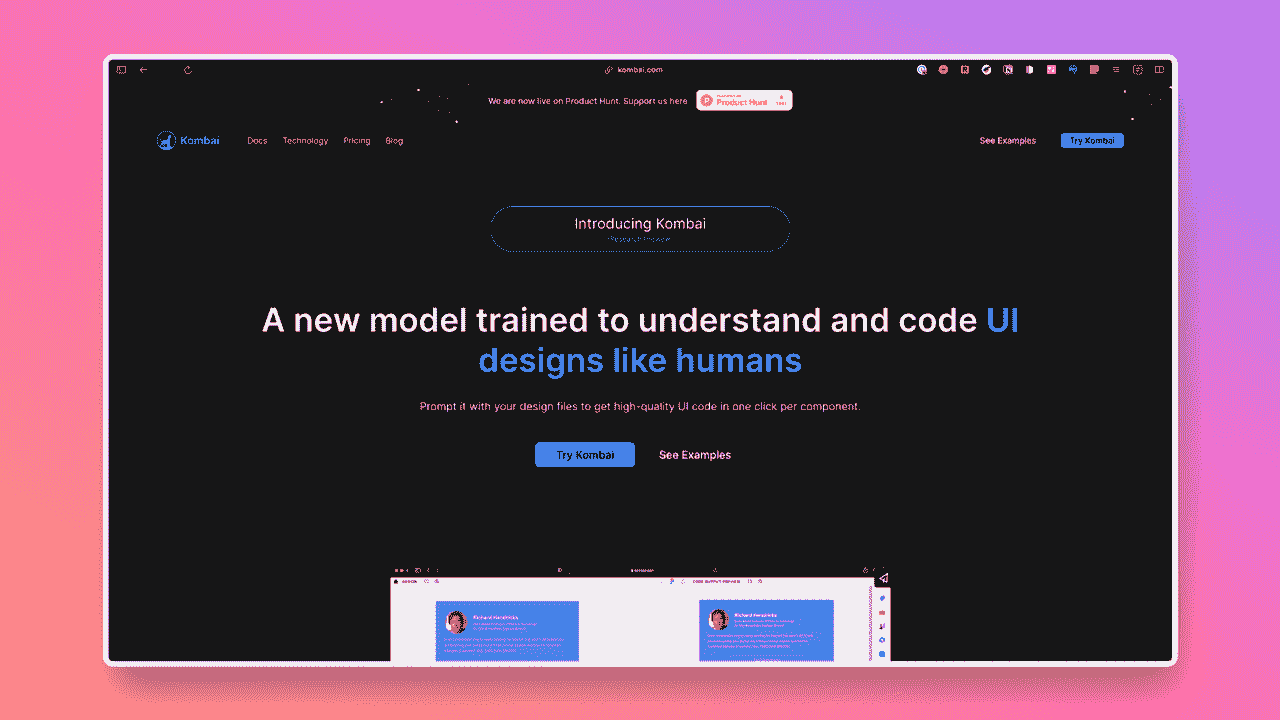 kombai.com
We are now live on Product Hunt. Support us here
Product Hunt
Kombai
Docs
Technology
Pricing
Blog
See Examples
Try Kombai
Introducing Kombai
Research Preview
A new model trained to understand and code UI
designs like humans
Prompt it with your design files to get high-quality UI code in one click per component.
Try Kombai
See Examples